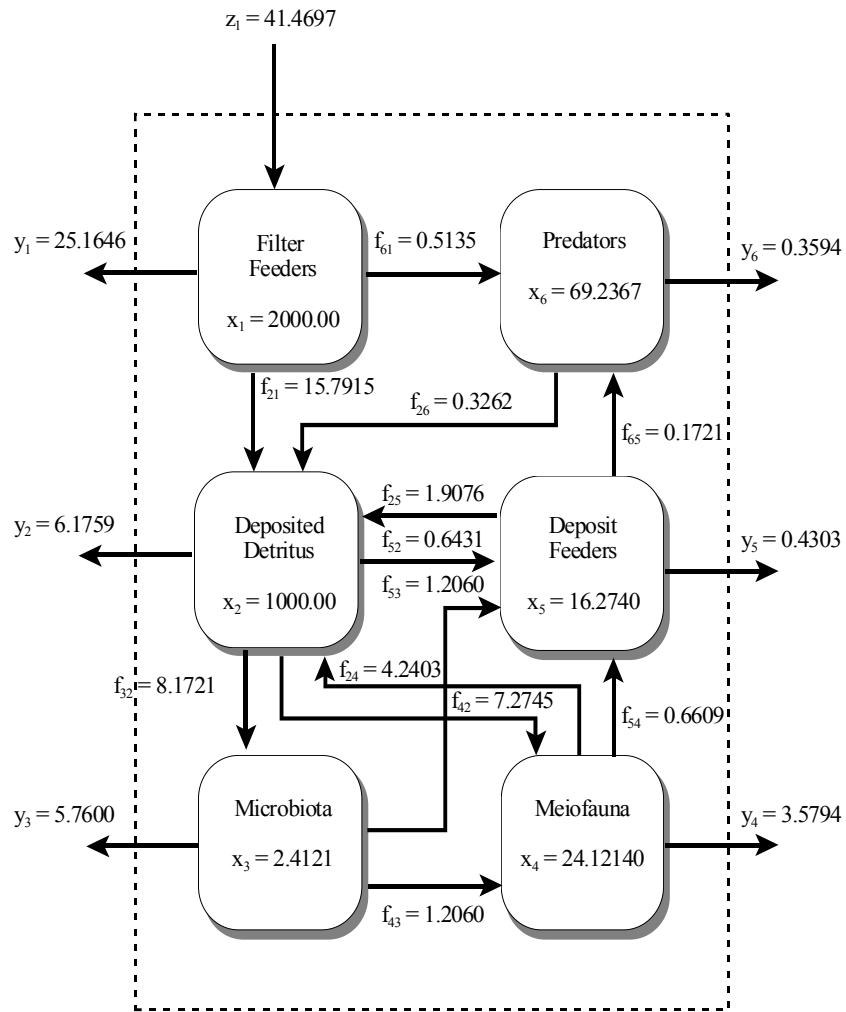 z₁ = 41.4697
y₁ = 25.1646
Filter
Feeders
x₁ = 2000.00
f₆₁ = 0.5135
Predators
x₆ = 69.2367
y₆ = 0.3594
f₂₁ = 15.7915
f₂₆ = 0.3262
f₆₅ = 0.1721
y₂ = 6.1759
Deposited
Detritus
x₂ = 1000.00
f₂₅ = 1.9076
f₅₂ = 0.6431
f₅₃ = 1.2060
Deposit
Feeders
x₅ = 16.2740
y₅ = 0.4303
f₃₂ = 8.1721
f₂₄ = 4.2403
f₄₂ = 7.2745
f₅₄ = 0.6609
y₃ = 5.7600
Microbiota
x₃ = 2.4121
f₄₃ = 1.2060
Meiofauna
x₄ = 24.12140
y₄ = 3.5794